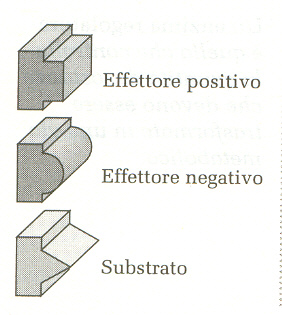 Effettore positivo
Effettore negativo
Substrato